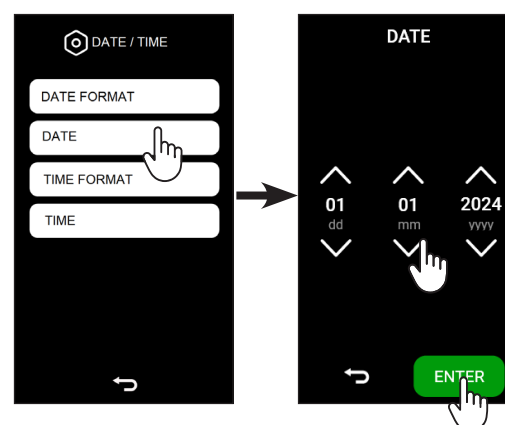 DATE / TIME
DATE FORMAT
DATE
TIME FORMAT
TIME
DATE
01 01 2024
dd mm yyyy
ENTER